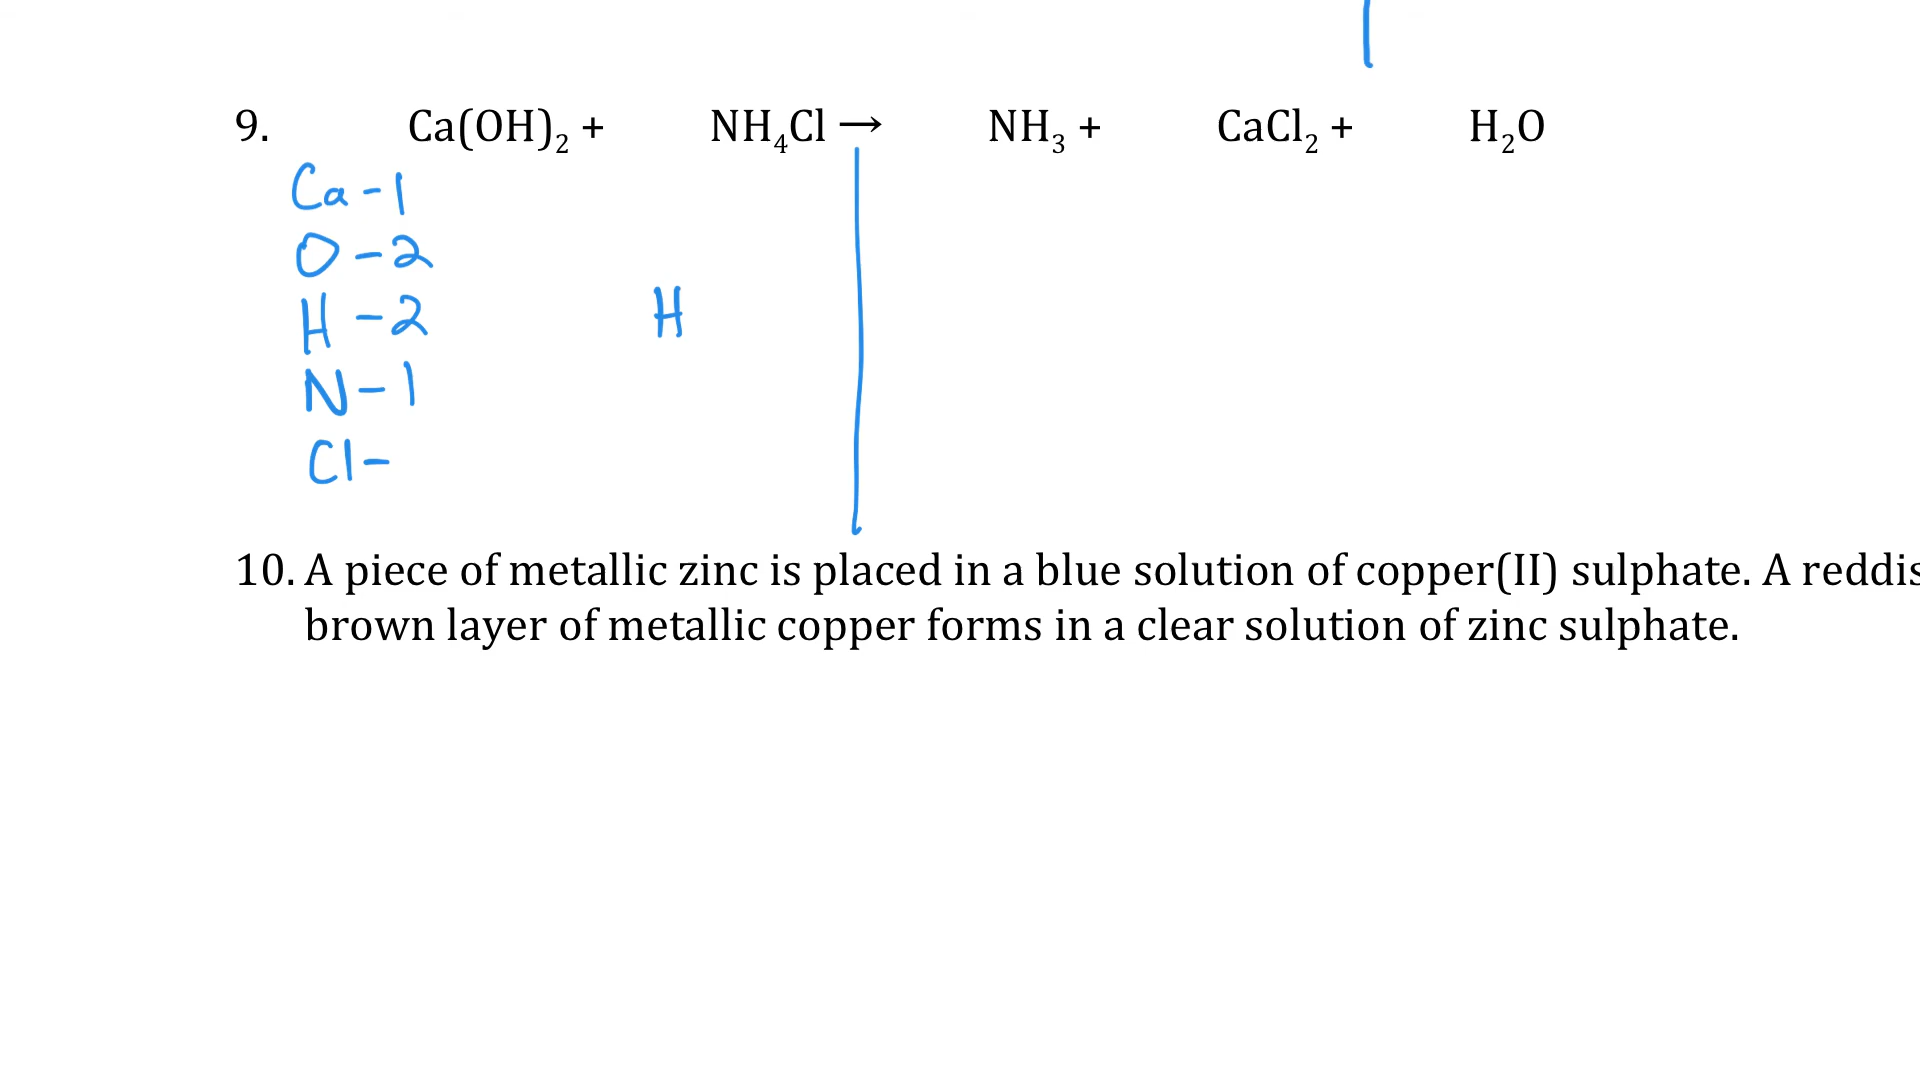 9. Ca(OH)₂ + NH₄Cl → NH₃ + CaCl₂ + H₂O
Ca - 1
O - 2
H - 2 H
N - 1
Cl -
10. A piece of metallic zinc is placed in a blue solution of copper(II) sulphate. A reddis
brown layer of metallic copper forms in a clear solution of zinc sulphate.